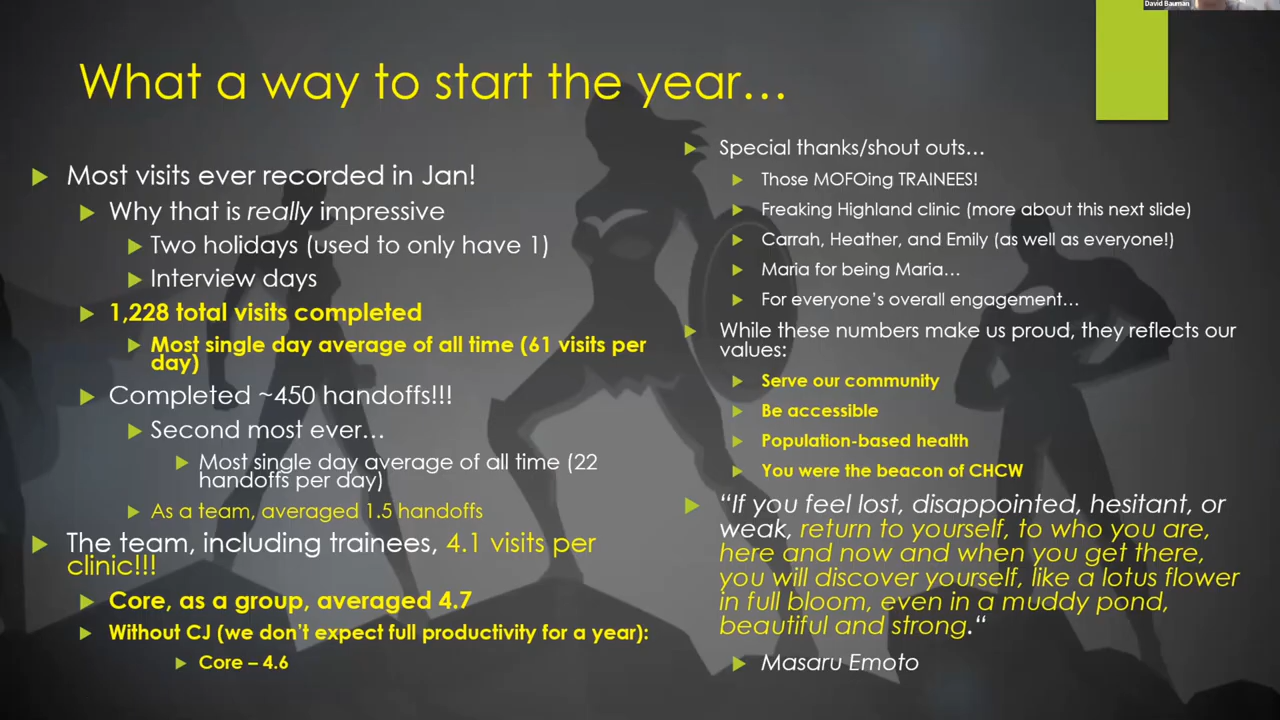 David Bauman
What a way to start the year…
Most visits ever recorded in Jan!
Why that is really impressive
Two holidays (used to only have 1)
Interview days
1,228 total visits completed
Most single day average of all time (61 visits per
day)
Completed ~450 handoffs!!!
Second most ever…
Most single day average of all time (22
handoffs per day)
As a team, averaged 1.5 handoffs
The team, including trainees, 4.1 visits per
clinic!!!
Core, as a group, averaged 4.7
Without CJ (we don’t expect full productivity for a year):
Core – 4.6
Special thanks/shout outs…
Those MOFOing TRAINEES!
Freaking Highland clinic (more about this next slide)
Carrah, Heather, and Emily (as well as everyone!)
Maria for being Maria…
For everyone’s overall engagement…
While these numbers make us proud, they reflects our
values:
Serve our community
Be accessible
Population-based health
You were the beacon of CHCW
“If you feel lost, disappointed, hesitant, or
weak, return to yourself, to who you are,
here and now and when you get there,
you will discover yourself, like a lotus flower
in full bloom, even in a muddy pond,
beautiful and strong.“
Masaru Emoto